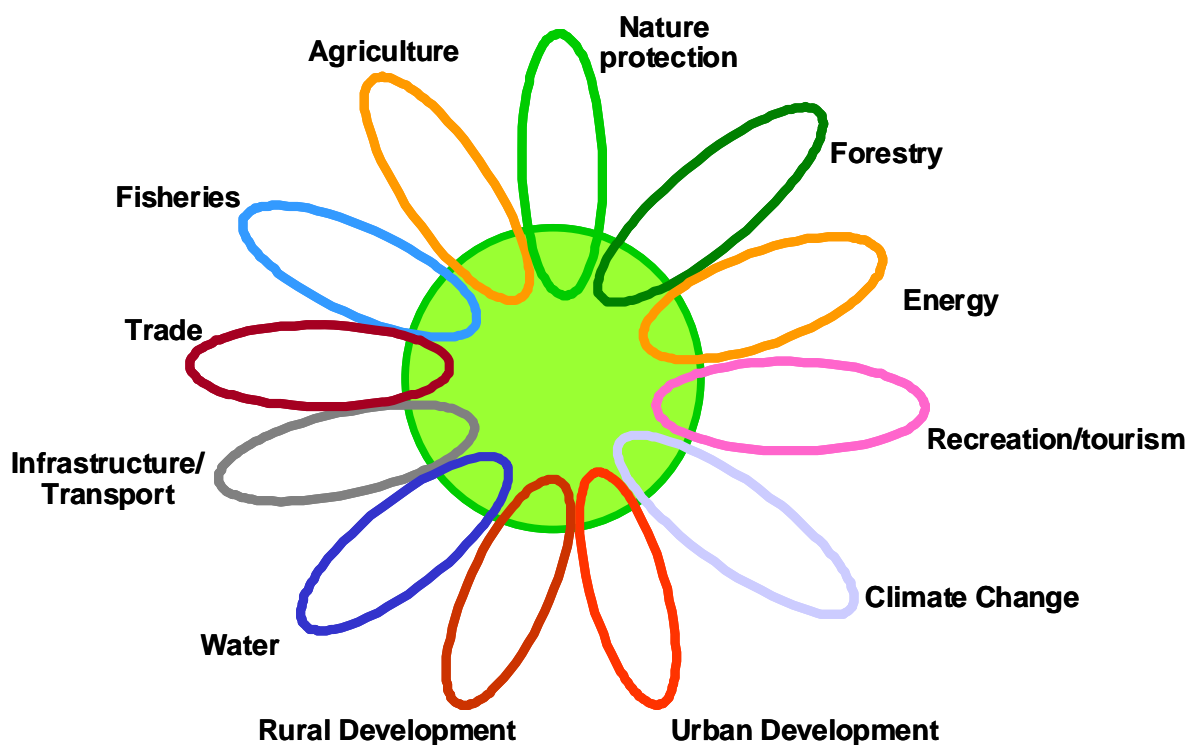 Nature
protection
Agriculture
Forestry
Fisheries
Energy
Trade
Recreation/tourism
Infrastructure/
Transport
Climate Change
Water
Rural Development
Urban Development